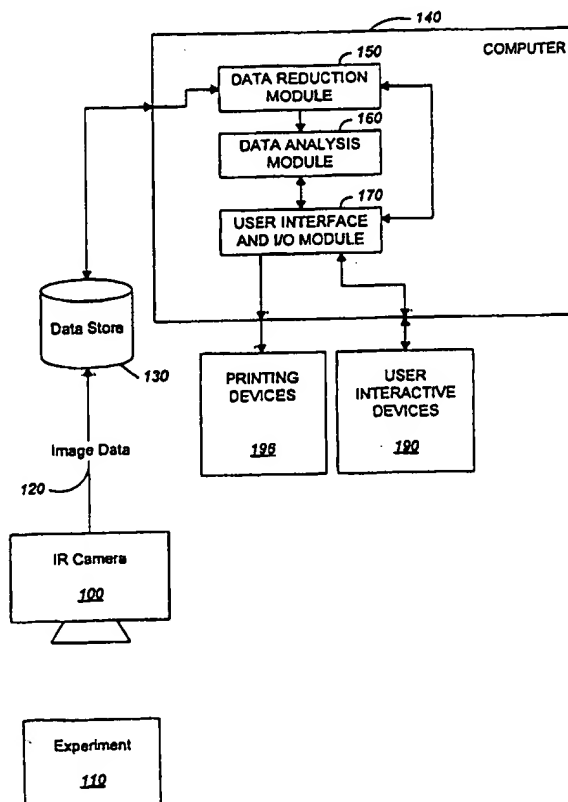 140
COMPUTER
150
DATA REDUCTION
MODULE
160
DATA ANALYSIS
MODULE
170
USER INTERFACE
AND I/O MODULE
Data Store
130
PRINTING
DEVICES
196
USER
INTERACTIVE
DEVICES
190
Image Data
120
IR Camera
100
Experiment
110